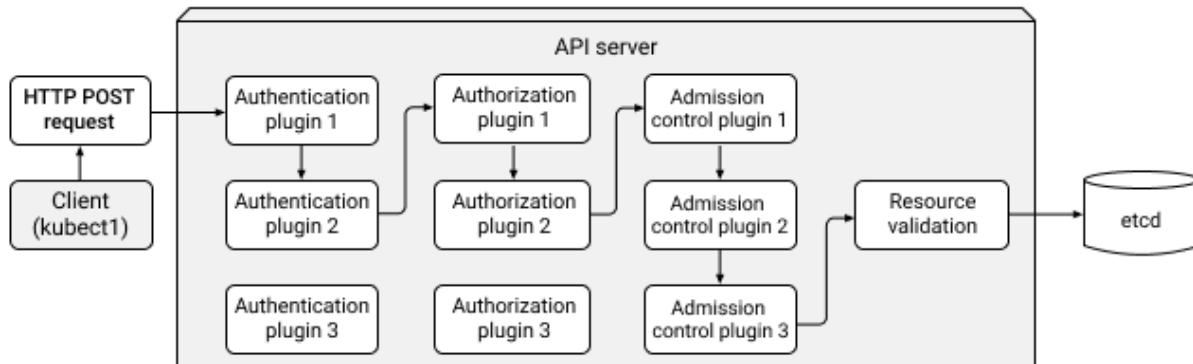 API server
HTTP POST
request
Client
(kubect1)
Authentication
plugin 1
Authentication
plugin 2
Authentication
plugin 3
Authorization
plugin 1
Authorization
plugin 2
Authorization
plugin 3
Admission
control plugin 1
Admission
control plugin 2
Admission
control plugin 3
Resource
validation
etcd